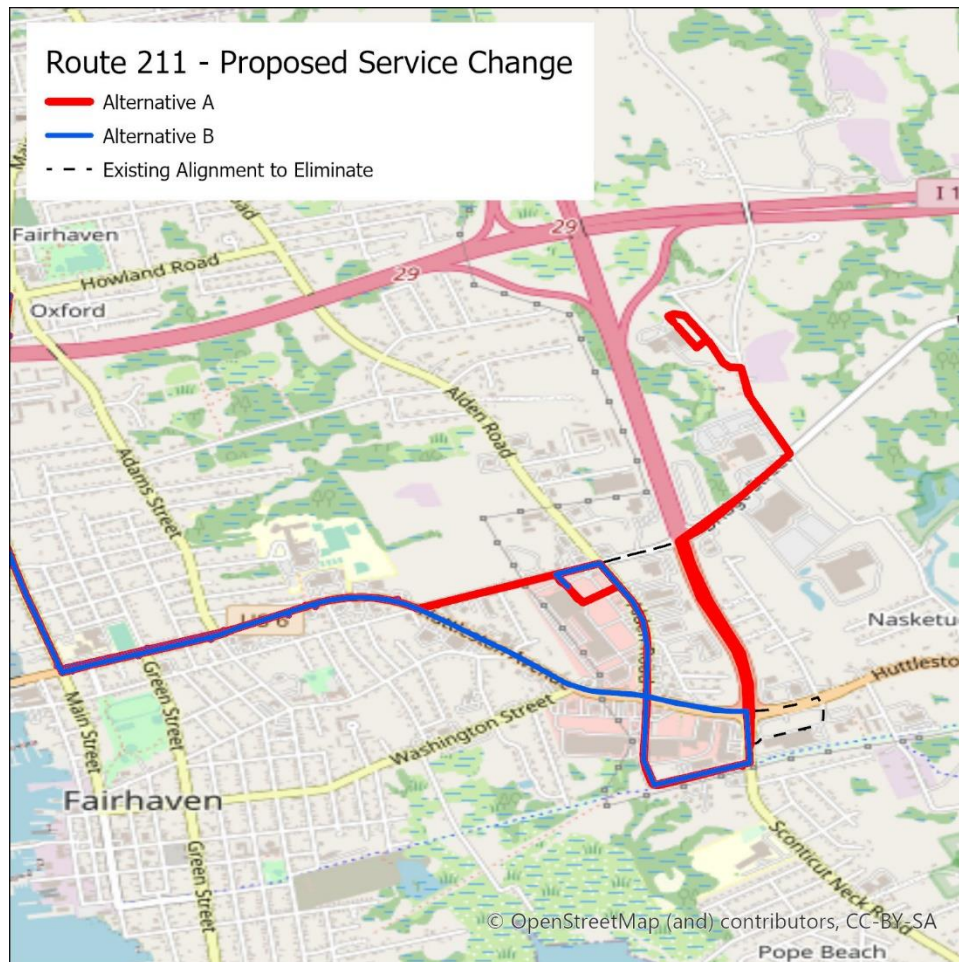 Route 211 - Proposed Service Change
Alternative A
Alternative B
Existing Alignment to Eliminate
I 1
29
Fairhaven
29
Howland Road
Oxford
Alden Road
Adams Street
US 6
Nasketu
Huttlesto
Huttleston Avenue
Washington Street
Main Street
Green Street
Fairhaven
Green Street
Sconticut Neck Road
© OpenStreetMap (and) contributors, CC-BY-SA
Pope Beach